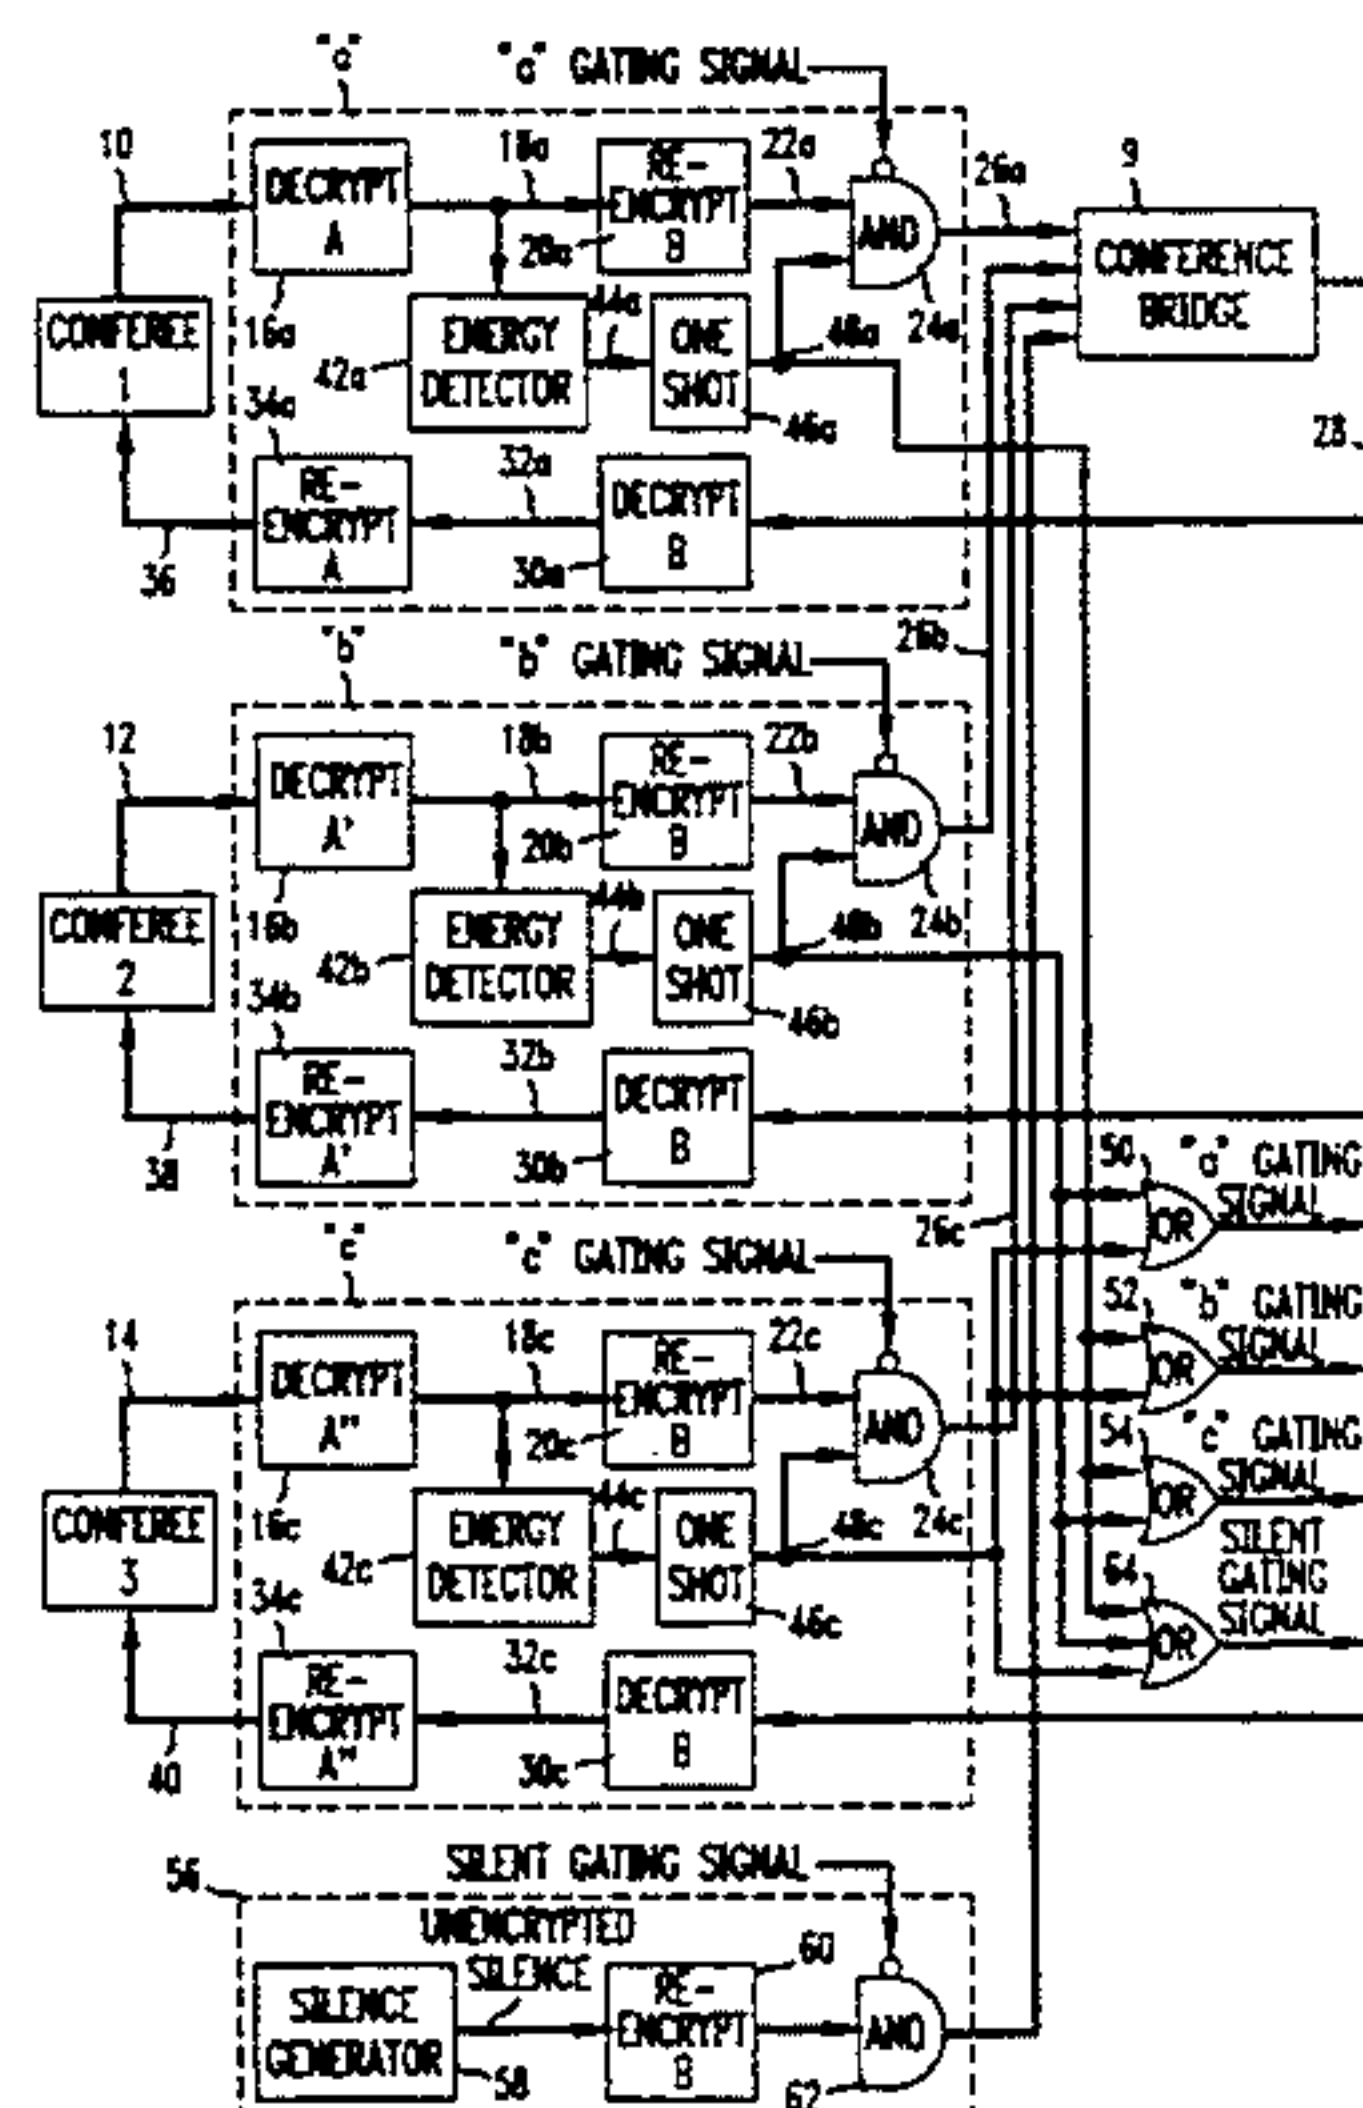 "a"
"a" GATING SIGNAL
10
DECRYPT
A
16a
18a
RE-
ENCRYPT
B
20a
22a
AND
24a
26a
9
CONFERENCE
BRIDGE
CONFEREE
1
ENERGY
DETECTOR
42a
44a
ONE
SHOT
46a
48a
28
34a
RE-
ENCRYPT
A
32a
DECRYPT
B
30a
36
"b"
"b" GATING SIGNAL
26b
12
DECRYPT
A'
16b
18b
RE-
ENCRYPT
B
20b
22b
AND
24b
CONFEREE
2
ENERGY
DETECTOR
42b
44b
ONE
SHOT
46b
48b
34b
RE-
ENCRYPT
A'
32b
DECRYPT
B
30b
38
50
"a" GATING
SIGNAL
OR
26c
"c"
"c" GATING SIGNAL
52
"b" GATING
SIGNAL
OR
14
DECRYPT
A"
16c
18c
RE-
ENCRYPT
B
20c
22c
AND
24c
54
"c" GATING
SIGNAL
OR
CONFEREE
3
ENERGY
DETECTOR
42c
44c
ONE
SHOT
46c
48c
64
SILENT
GATING
SIGNAL
OR
34c
RE-
ENCRYPT
A"
32c
DECRYPT
B
30c
40
SILENT GATING SIGNAL
56
UNENCRYPTED
SILENCE
SILENCE
GENERATOR
58
60
RE-
ENCRYPT
B
AND
62